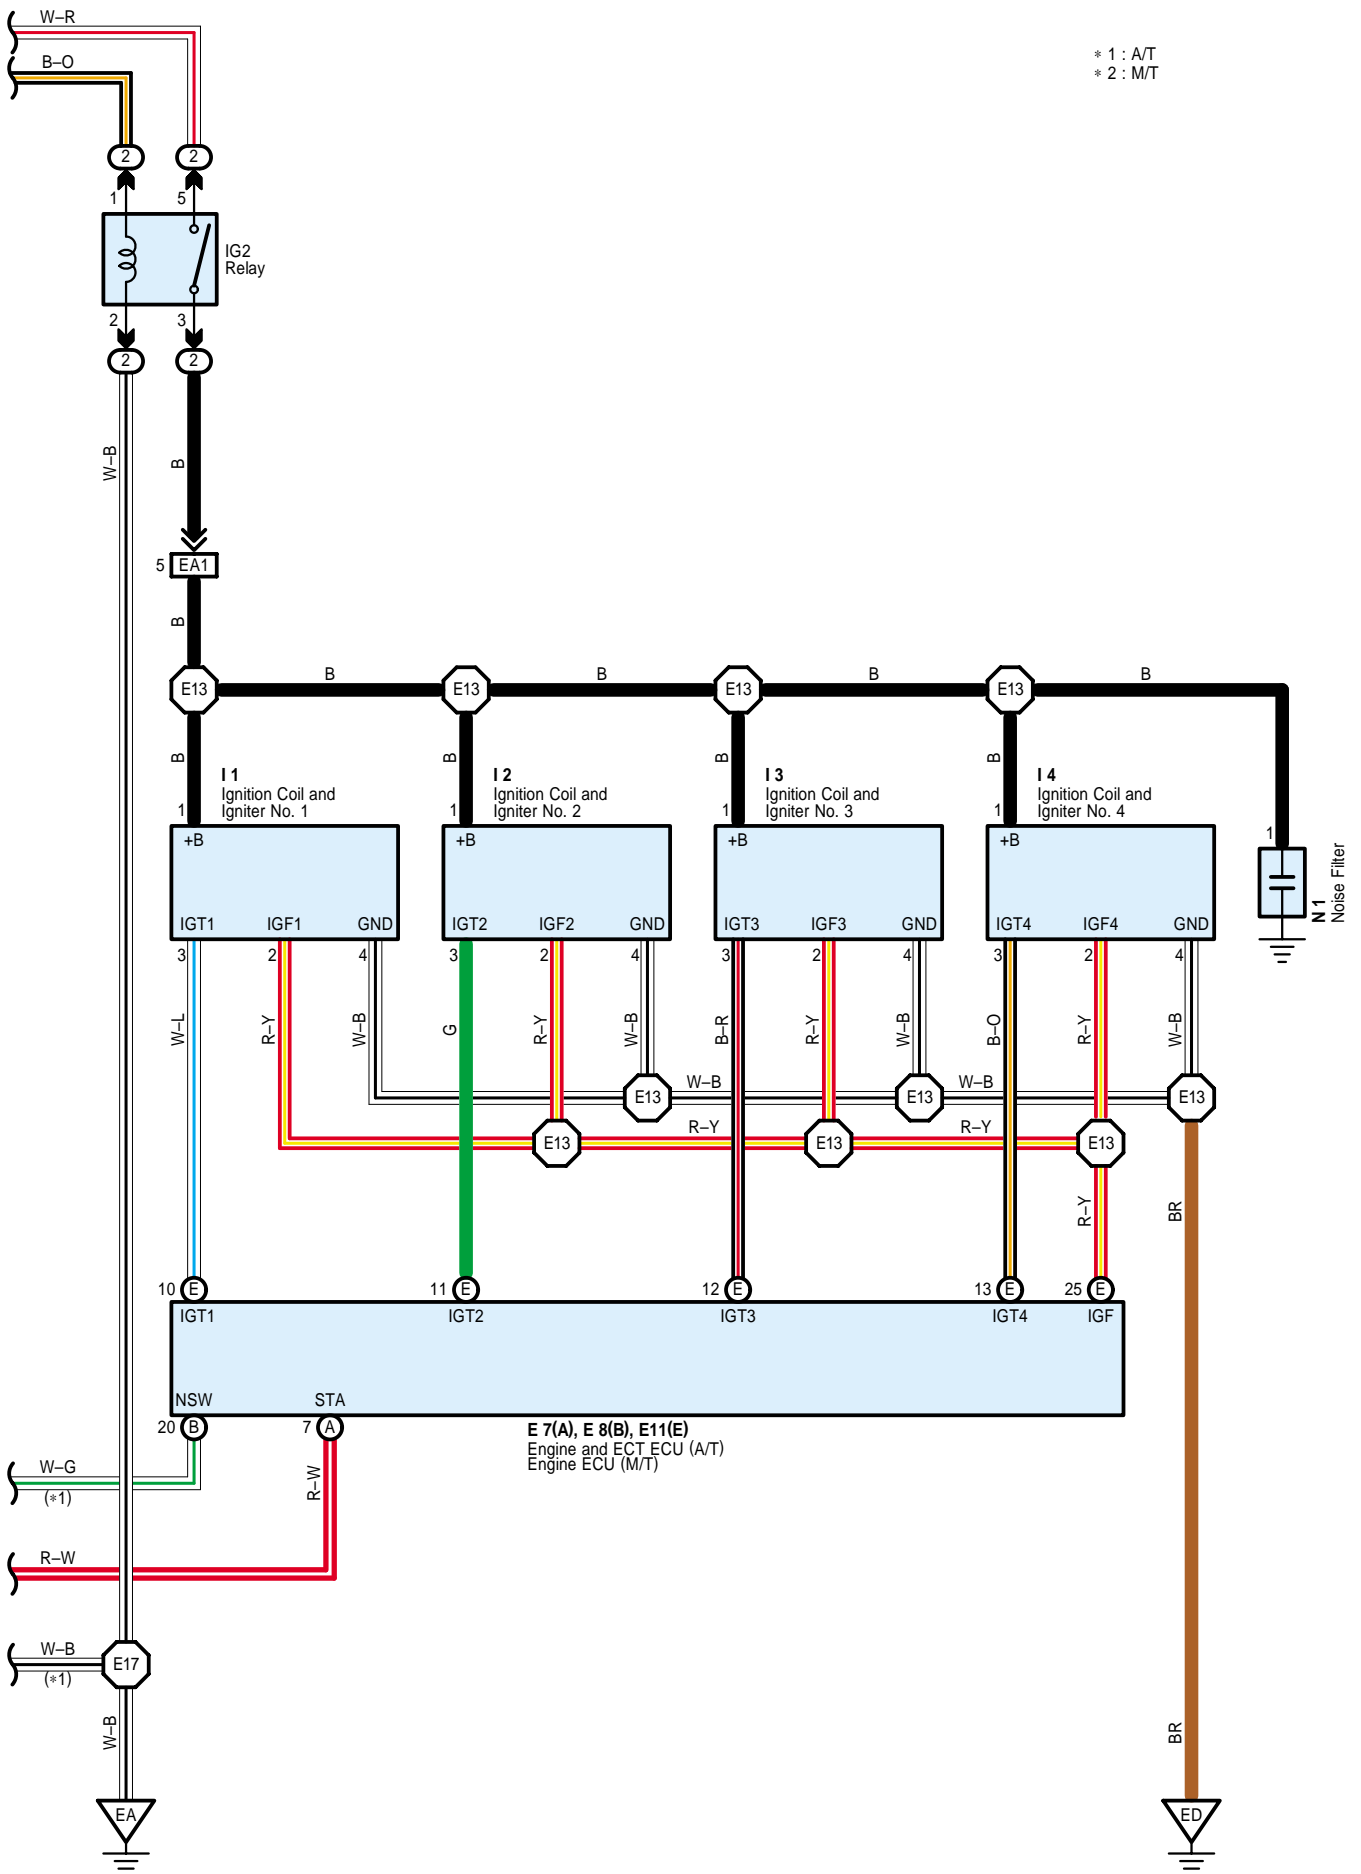 W–R
∗ 1 : A/T
B–O
∗ 2 : M/T
2 2
1 5
IG2
Relay
2 3
2 2
W–B B
5 EA1
B
B B B B
E13 E13 E13 E13
B B B B
I 1 I 2 I 3 I 4
Ignition Coil and Ignition Coil and Ignition Coil and Ignition Coil and
Igniter No. 1 Igniter No. 2 Igniter No. 3 Igniter No. 4
1 1 1 1 1
+B +B +B +B
N 1
Noise Filter
IGT1 IGF1 GND IGT2 IGF2 GND IGT3 IGF3 GND IGT4 IGF4 GND
3 2 4 3 2 4 3 2 4 3 2 4
W–L R–Y W–B G R–Y W–B B–R R–Y W–B B–O R–Y W–B
W–B W–B
E13 E13 E13
R–Y R–Y
E13 E13 E13
R–Y BR
10 E 11 E 12 E 13 E 25 E
IGT1 IGT2 IGT3 IGT4 IGF
NSW STA
20 B 7 A
E 7(A), E 8(B), E11(E)
Engine and ECT ECU (A/T)
Engine ECU (M/T)
W–G
(∗1)
R–W
R–W
W–B
E17
(∗1)
W–B BR
EA ED